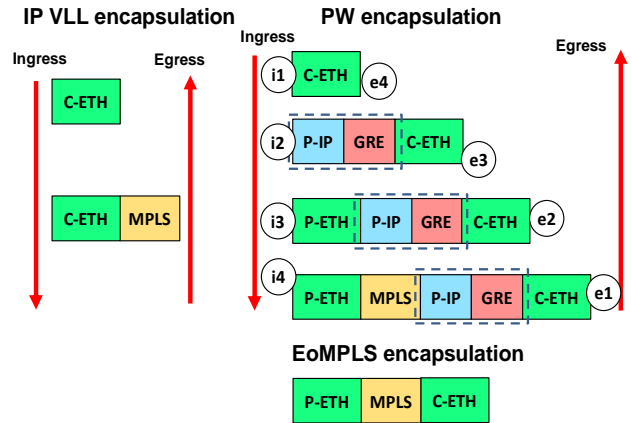 IP VLL encapsulation
PW encapsulation
Ingress
Egress
Ingress
Egress
C-ETH
C-ETH MPLS
i1 C-ETH e4
i2 P-IP GRE C-ETH e3
i3 P-ETH P-IP GRE C-ETH e2
i4 P-ETH MPLS P-IP GRE C-ETH e1
EoMPLS encapsulation
P-ETH MPLS C-ETH